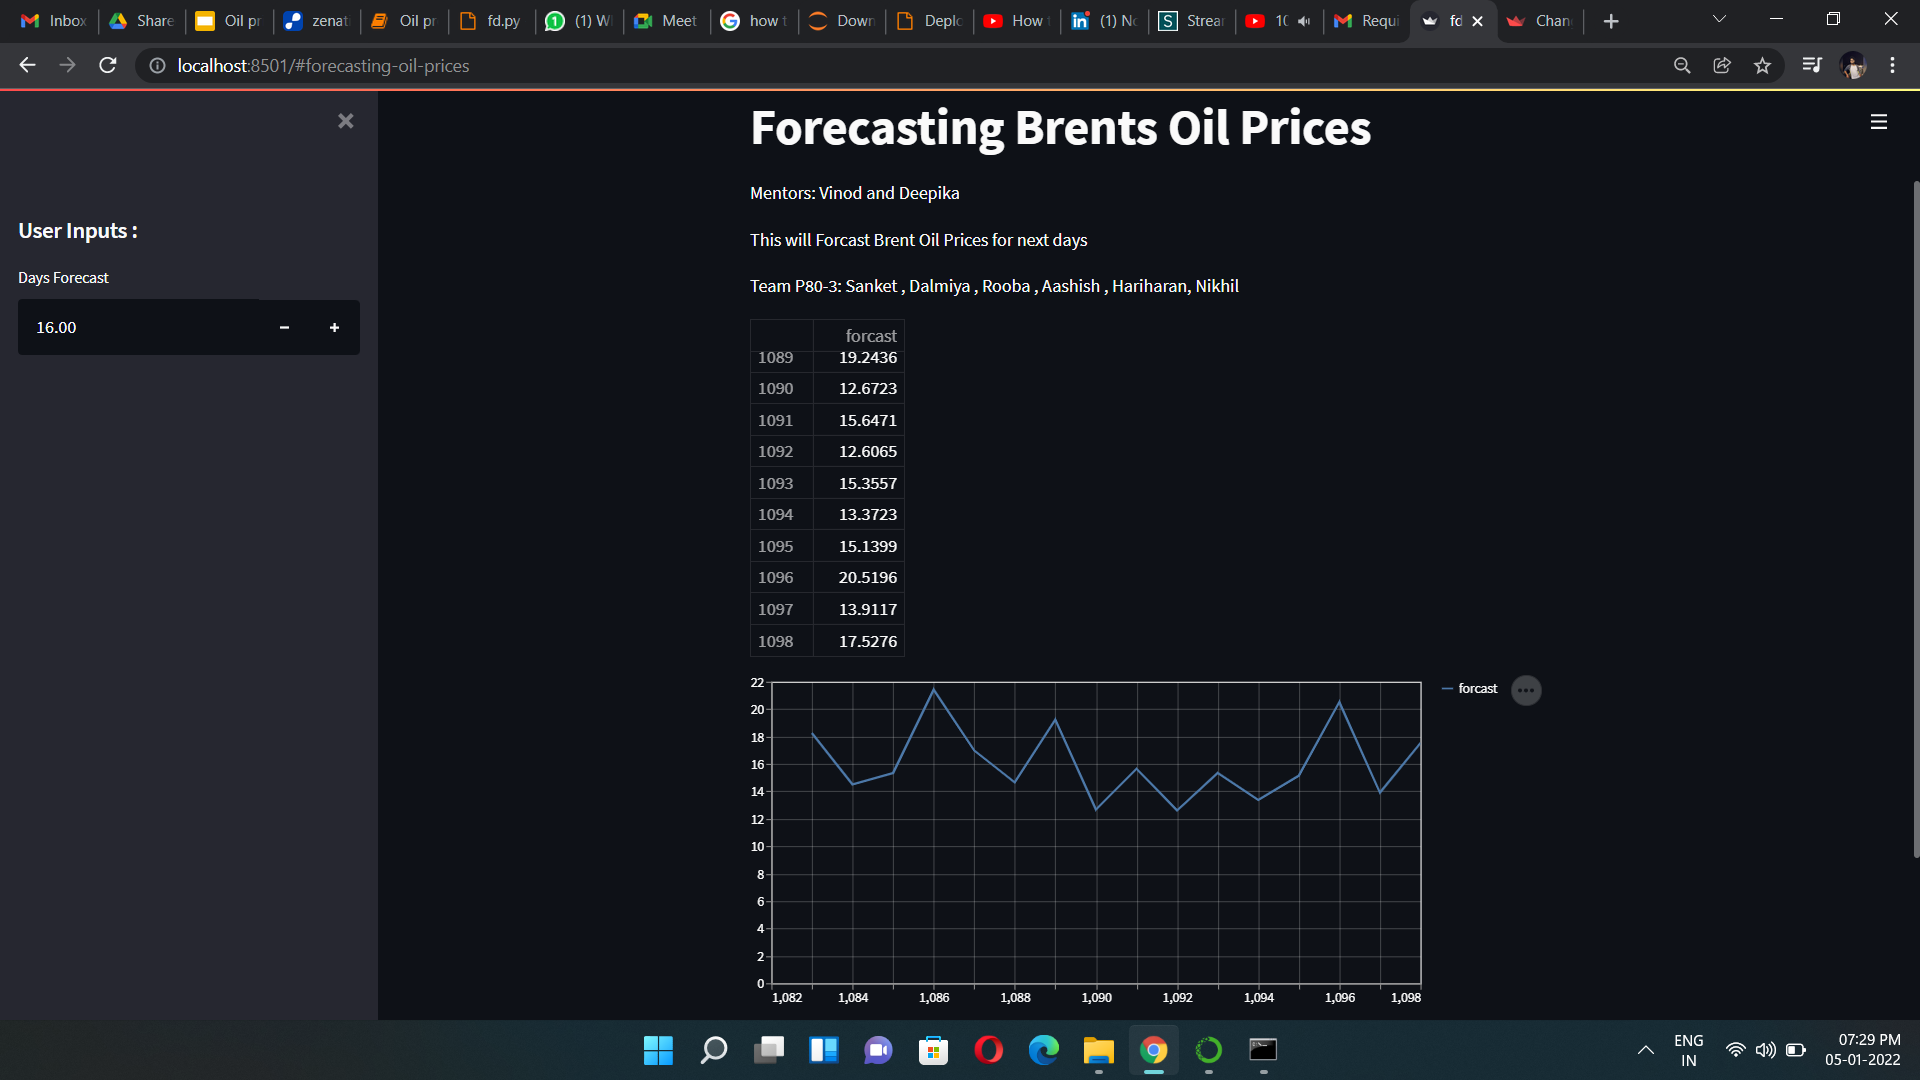 Inbox
Share
Oil pr
zenat
Oil pr
fd.py
(1) W
Meet
how t
Down
Deplo
How t
(1) No
Strear
10
Requi
fd
Chan
localhost:8501/#forecasting-oil-prices
User Inputs :
Days Forecast
16.00
Forecasting Brents Oil Prices
Mentors: Vinod and Deepika
This will Forcast Brent Oil Prices for next days
Team P80-3: Sanket , Dalmiya , Rooba , Aashish , Hariharan, Nikhil
forcast
1089 19.2436
1090 12.6723
1091 15.6471
1092 12.6065
1093 15.3557
1094 13.3723
1095 15.1399
1096 20.5196
1097 13.9117
1098 17.5276
22
20
18
16
14
12
10
8
6
4
2
0
1,082 1,084 1,086 1,088 1,090 1,092 1,094 1,096 1,098
forcast
ENG
IN
07:29 PM
05-01-2022